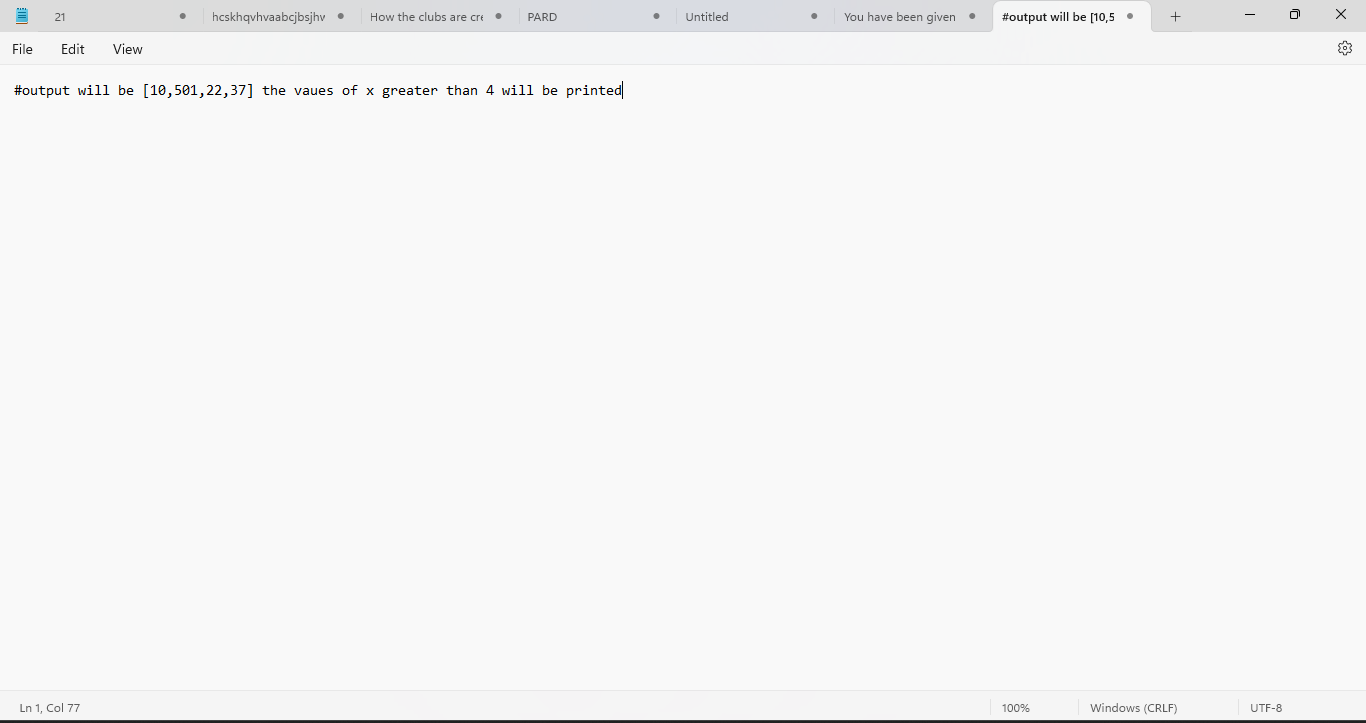 21 hcskhqvhvaabcjbsjhv How the clubs are cre PARD Untitled You have been given #output will be [10,5
File Edit View
#output will be [10,501,22,37] the vaues of x greater than 4 will be printed
Ln 1, Col 77 100% Windows (CRLF) UTF-8